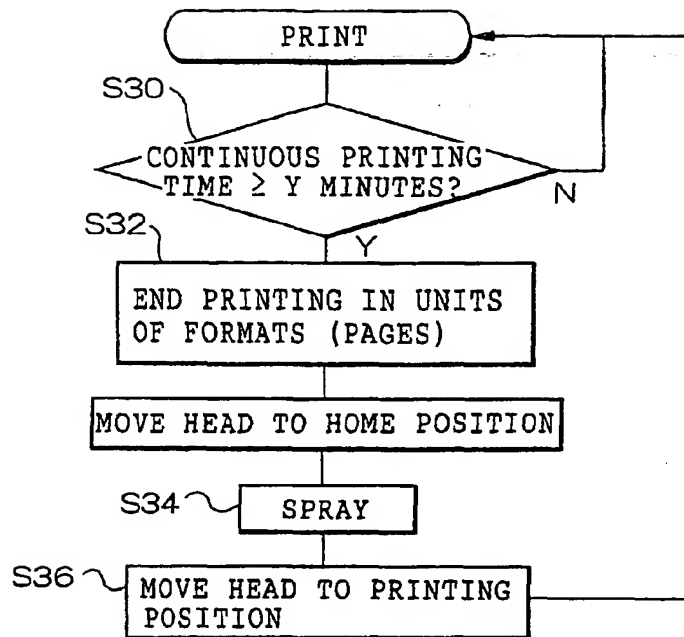 PRINT
S30
CONTINUOUS PRINTING
TIME ≥ Y MINUTES?
N
S32
Y
END PRINTING IN UNITS
OF FORMATS (PAGES)
MOVE HEAD TO HOME POSITION
S34
SPRAY
S36
MOVE HEAD TO PRINTING
POSITION